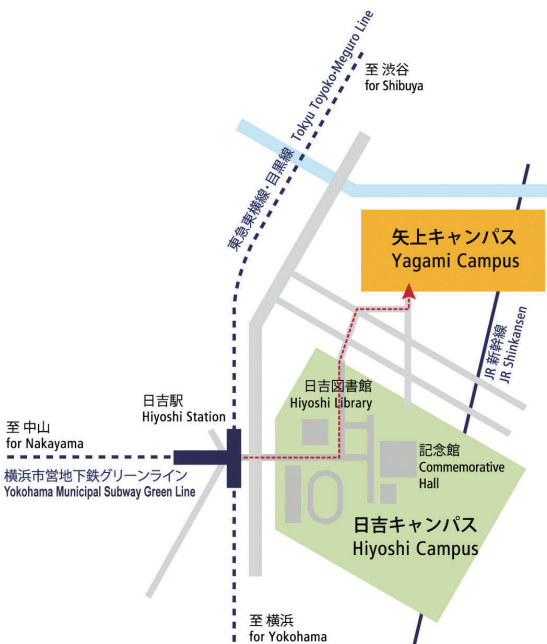 東急東横線・目黒線 Tokyu Toyoko-Meguro Line
至 渋谷
for Shibuya
矢上キャンパス
Yagami Campus
JR 新幹線
JR Shinkansen
日吉駅
Hiyoshi Station
日吉図書館
Hiyoshi Library
至 中山
for Nakayama
横浜市営地下鉄グリーンライン
Yokohama Municipal Subway Green Line
記念館
Commemorative
Hall
日吉キャンパス
Hiyoshi Campus
至 横浜
for Yokohama